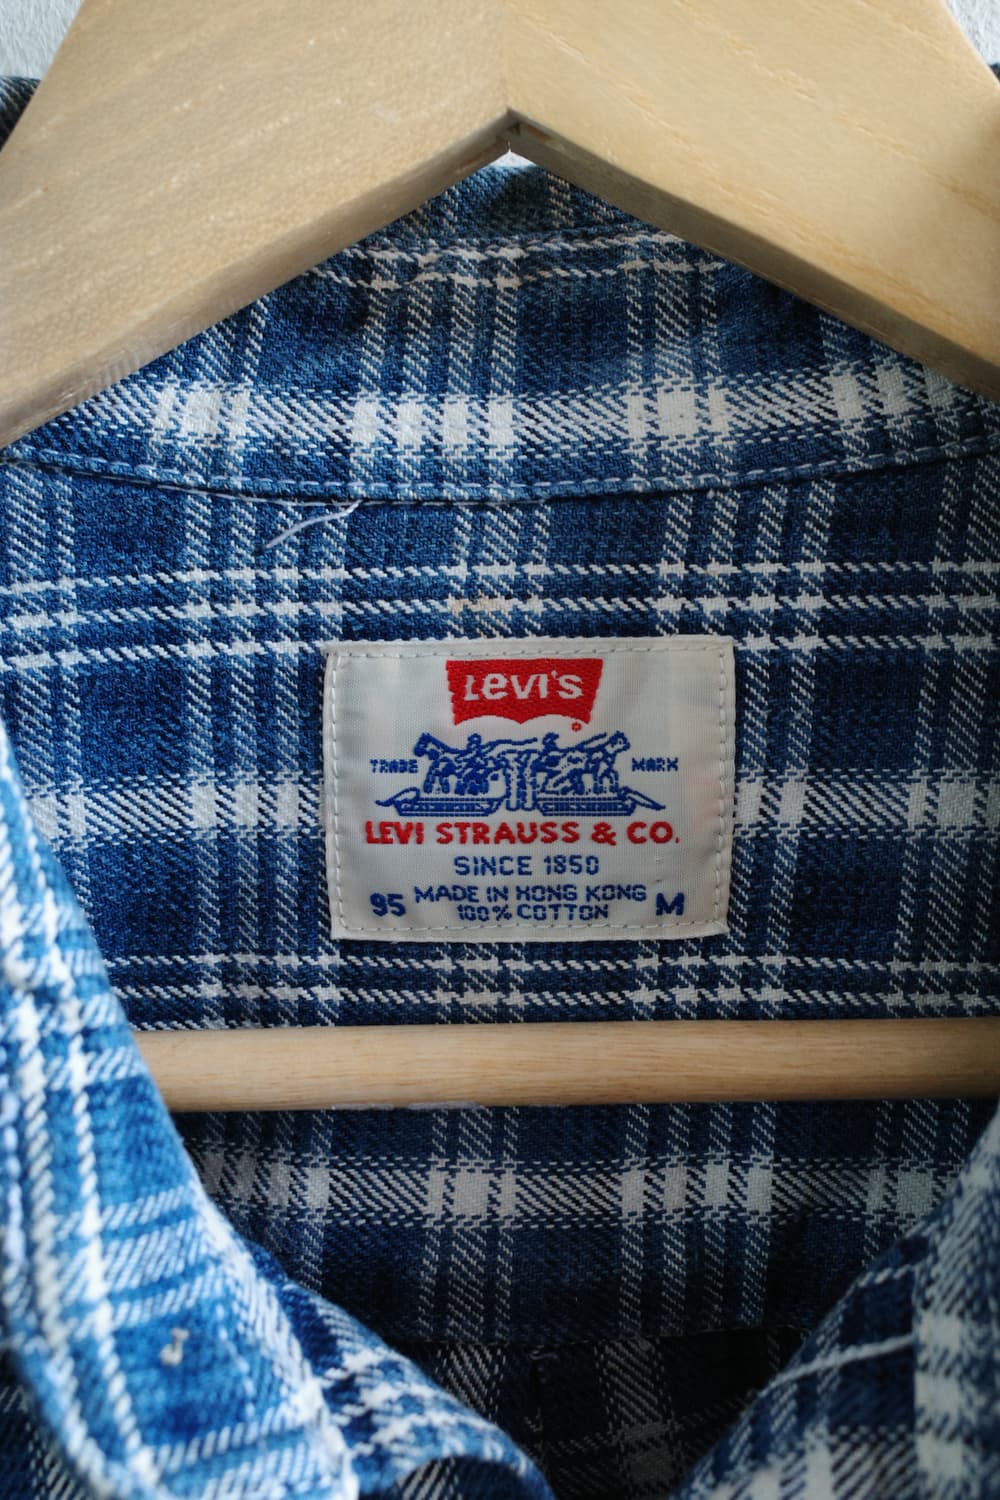 Levi's
®
TRADE MARK
LEVI STRAUSS & CO.
SINCE 1850
95 MADE IN HONG KONG M
100% COTTON